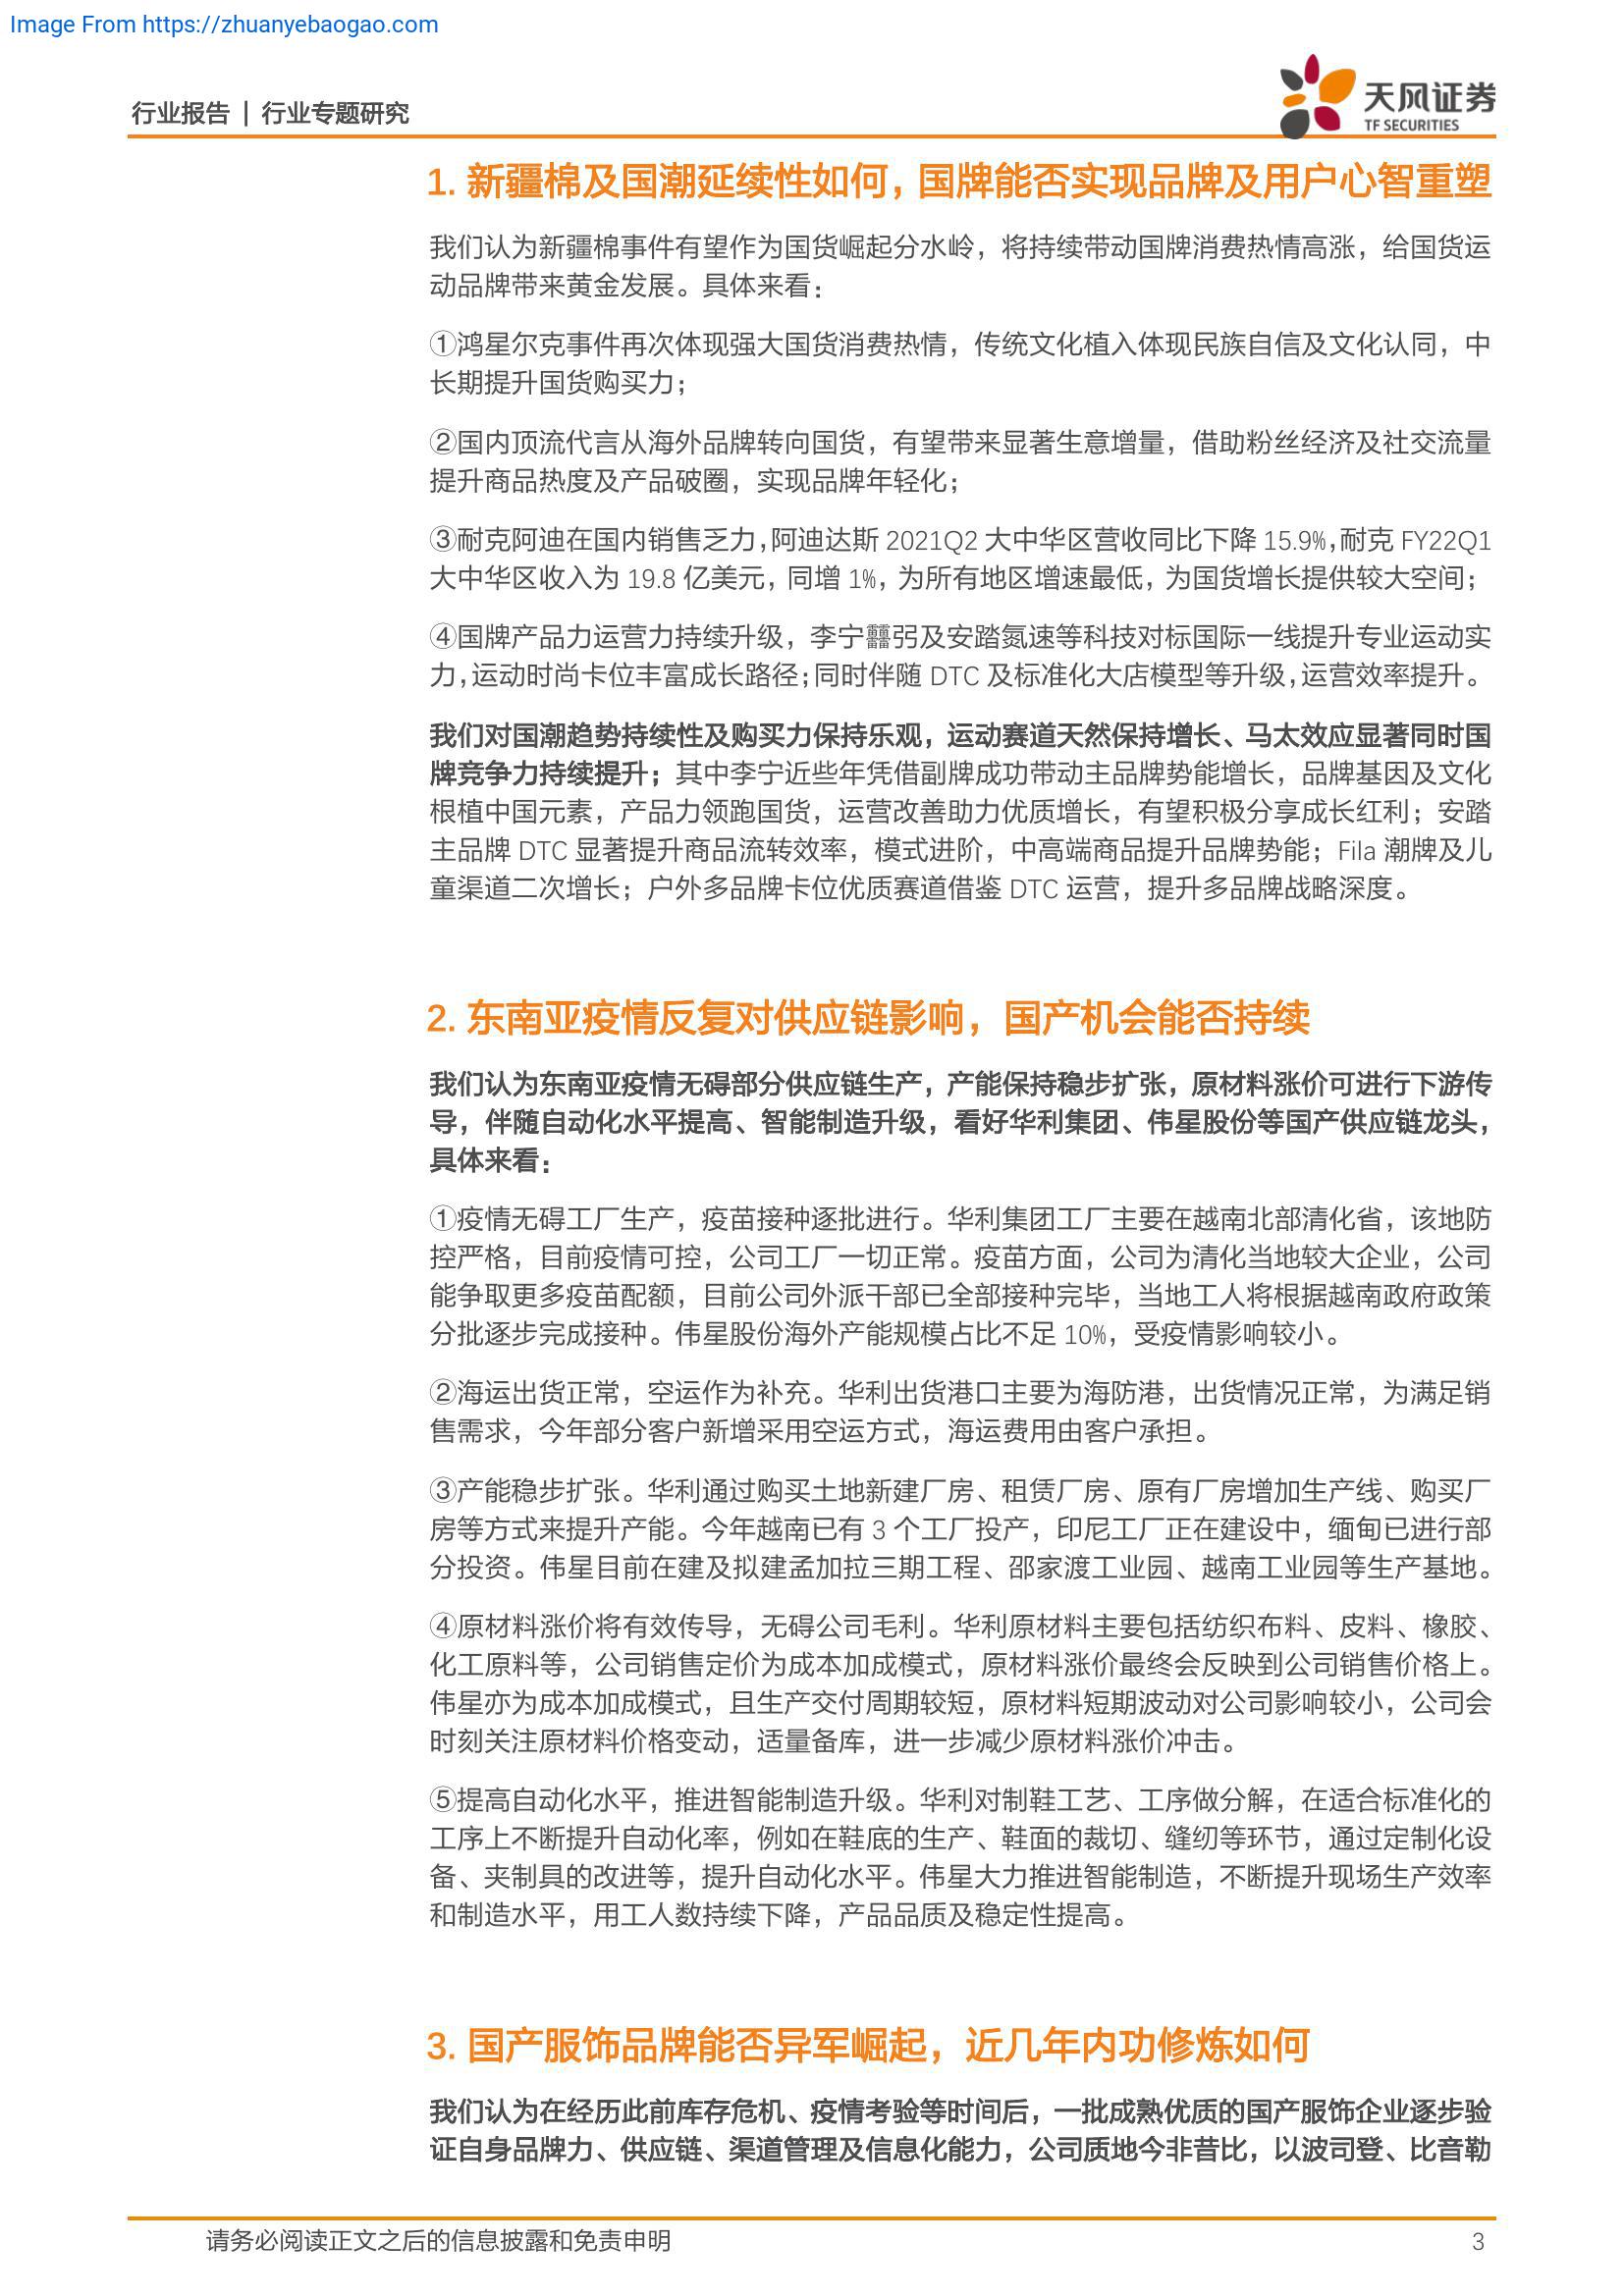 Image From https://zhuanyebaogao.com
行业报告 | 行业专题研究
天风证券
TF SECURITIES
1. 新疆棉及国潮延续性如何，国牌能否实现品牌及用户心智重塑
我们认为新疆棉事件有望作为国货崛起分水岭，将持续带动国牌消费热情高涨，给国货运
动品牌带来黄金发展。具体来看：
①鸿星尔克事件再次体现强大国货消费热情，传统文化植入体现民族自信及文化认同，中
长期提升国货购买力；
②国内顶流代言从海外品牌转向国货，有望带来显著生意增量，借助粉丝经济及社交流量
提升商品热度及产品破圈，实现品牌年轻化；
③耐克阿迪在国内销售乏力，阿迪达斯 2021Q2 大中华区营收同比下降 15.9%，耐克 FY22Q1
大中华区收入为 19.8 亿美元，同增 1%，为所有地区增速最低，为国货增长提供较大空间；
④国牌产品力运营力持续升级，李宁䨻弜及安踏氮速等科技对标国际一线提升专业运动实
力，运动时尚卡位丰富成长路径；同时伴随 DTC 及标准化大店模型等升级，运营效率提升。
我们对国潮趋势持续性及购买力保持乐观，运动赛道天然保持增长、马太效应显著同时国
牌竞争力持续提升；其中李宁近些年凭借副牌成功带动主品牌势能增长，品牌基因及文化
根植中国元素，产品力领跑国货，运营改善助力优质增长，有望积极分享成长红利；安踏
主品牌 DTC 显著提升商品流转效率，模式进阶，中高端商品提升品牌势能；Fila 潮牌及儿
童渠道二次增长；户外多品牌卡位优质赛道借鉴 DTC 运营，提升多品牌战略深度。
2. 东南亚疫情反复对供应链影响，国产机会能否持续
我们认为东南亚疫情无碍部分供应链生产，产能保持稳步扩张，原材料涨价可进行下游传
导，伴随自动化水平提高、智能制造升级，看好华利集团、伟星股份等国产供应链龙头，
具体来看：
①疫情无碍工厂生产，疫苗接种逐批进行。华利集团工厂主要在越南北部清化省，该地防
控严格，目前疫情可控，公司工厂一切正常。疫苗方面，公司为清化当地较大企业，公司
能争取更多疫苗配额，目前公司外派干部已全部接种完毕，当地工人将根据越南政府政策
分批逐步完成接种。伟星股份海外产能规模占比不足 10%，受疫情影响较小。
②海运出货正常，空运作为补充。华利出货港口主要为海防港，出货情况正常，为满足销
售需求，今年部分客户新增采用空运方式，海运费用由客户承担。
③产能稳步扩张。华利通过购买土地新建厂房、租赁厂房、原有厂房增加生产线、购买厂
房等方式来提升产能。今年越南已有 3 个工厂投产，印尼工厂正在建设中，缅甸已进行部
分投资。伟星目前在建及拟建孟加拉三期工程、邵家渡工业园、越南工业园等生产基地。
④原材料涨价将有效传导，无碍公司毛利。华利原材料主要包括纺织布料、皮料、橡胶、
化工原料等，公司销售定价为成本加成模式，原材料涨价最终会反映到公司销售价格上。
伟星亦为成本加成模式，且生产交付周期较短，原材料短期波动对公司影响较小，公司会
时刻关注原材料价格变动，适量备库，进一步减少原材料涨价冲击。
⑤提高自动化水平，推进智能制造升级。华利对制鞋工艺、工序做分解，在适合标准化的
工序上不断提升自动化率，例如在鞋底的生产、鞋面的裁切、缝纫等环节，通过定制化设
备、夹制具的改进等，提升自动化水平。伟星大力推进智能制造，不断提升现场生产效率
和制造水平，用工人数持续下降，产品品质及稳定性提高。
3. 国产服饰品牌能否异军崛起，近几年内功修炼如何
我们认为在经历此前库存危机、疫情考验等时间后，一批成熟优质的国产服饰企业逐步验
证自身品牌力、供应链、渠道管理及信息化能力，公司质地今非昔比，以波司登、比音勒
请务必阅读正文之后的信息披露和免责申明
3